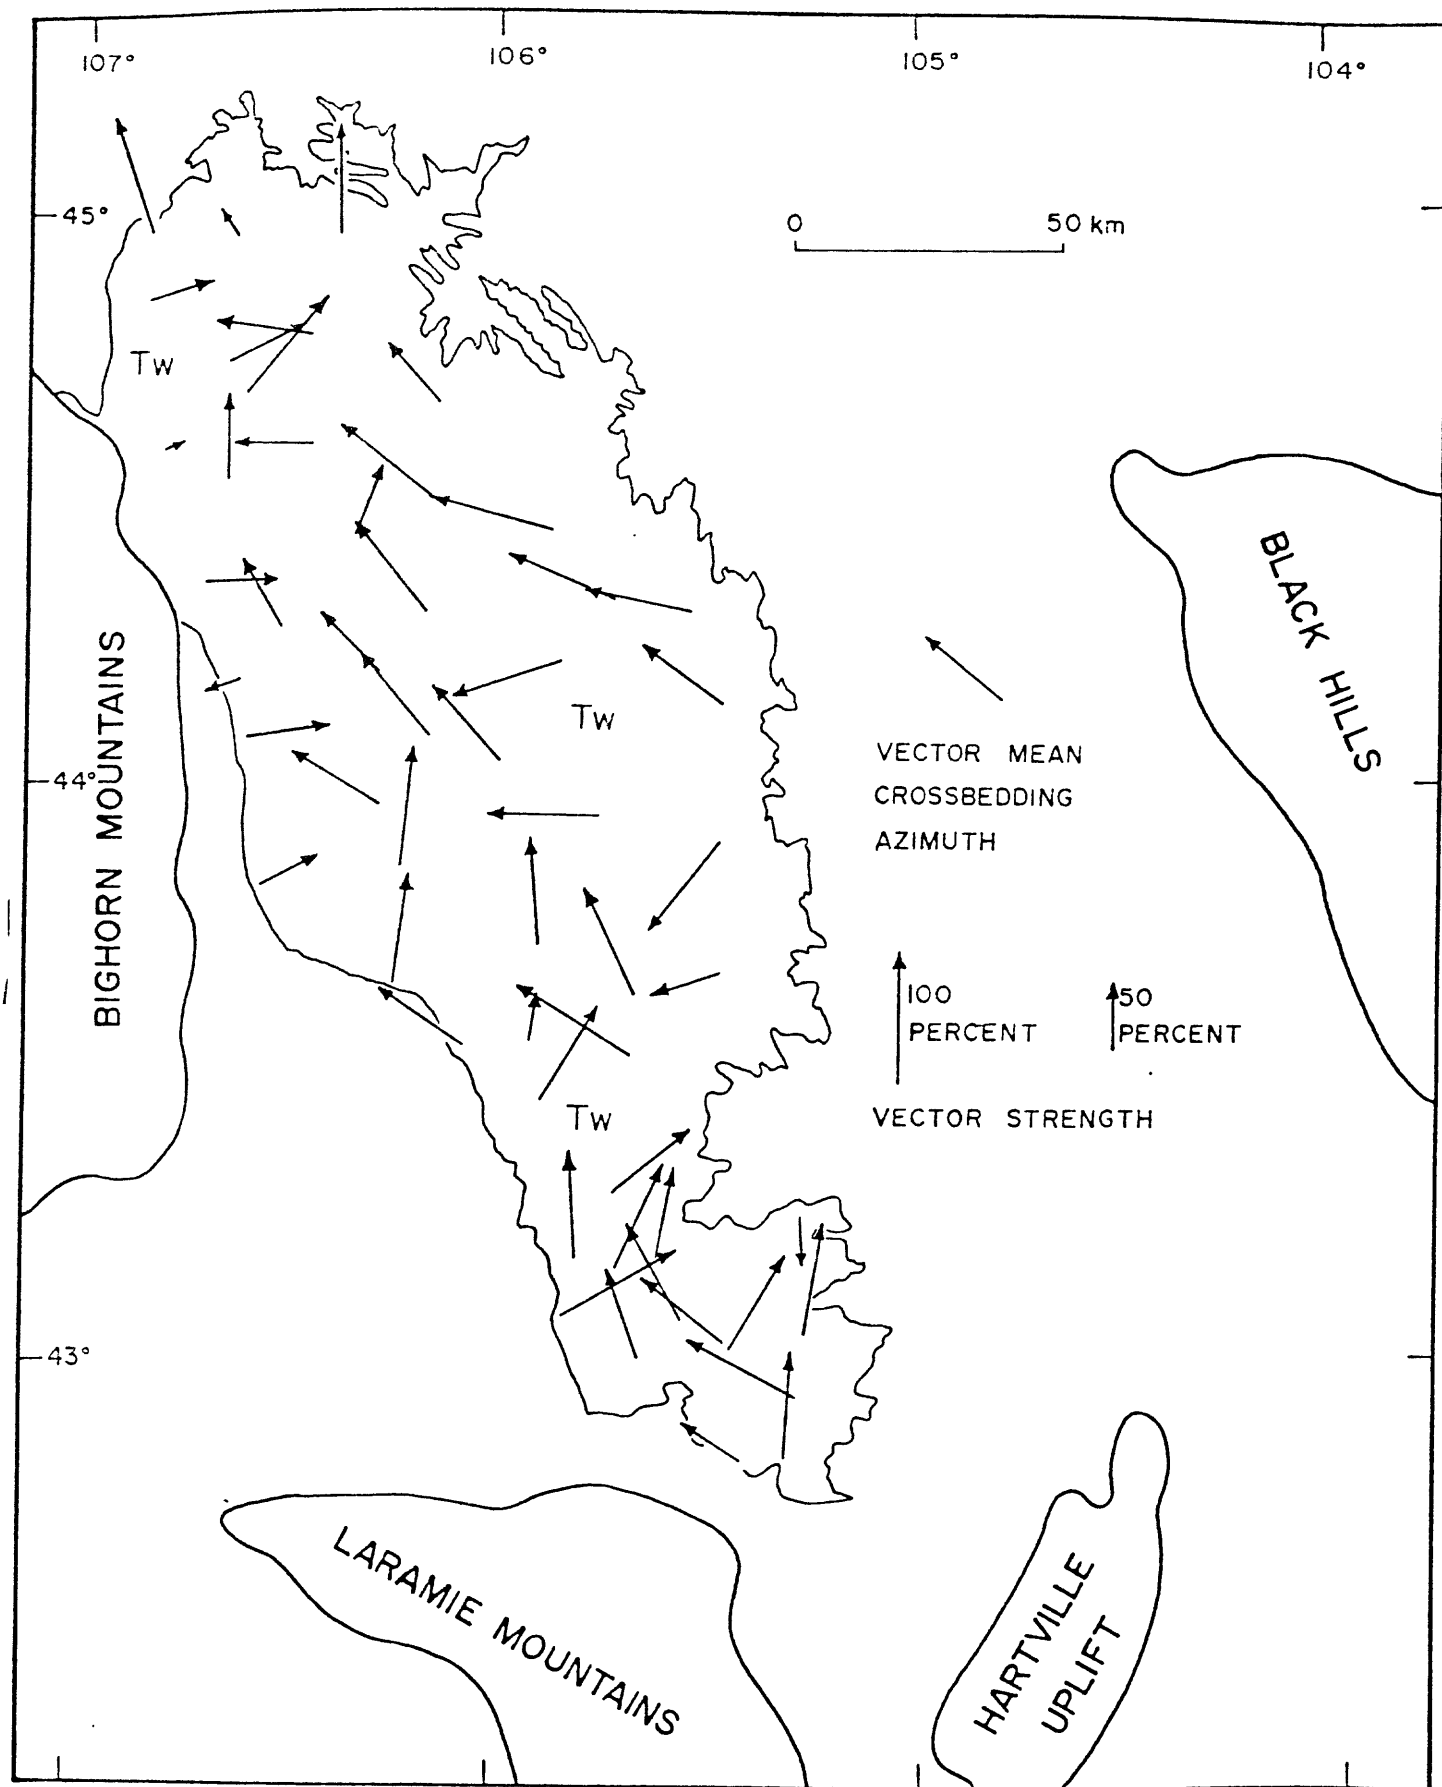 107°
106°
105°
104°
45°
0
50 km
Tw
BLACK HILLS
BIGHORN MOUNTAINS
Tw
VECTOR MEAN
CROSSBEDDING
AZIMUTH
44°
100
PERCENT
50
PERCENT
VECTOR STRENGTH
Tw
43°
LARAMIE MOUNTAINS
HARTVILLE
UPLIFT